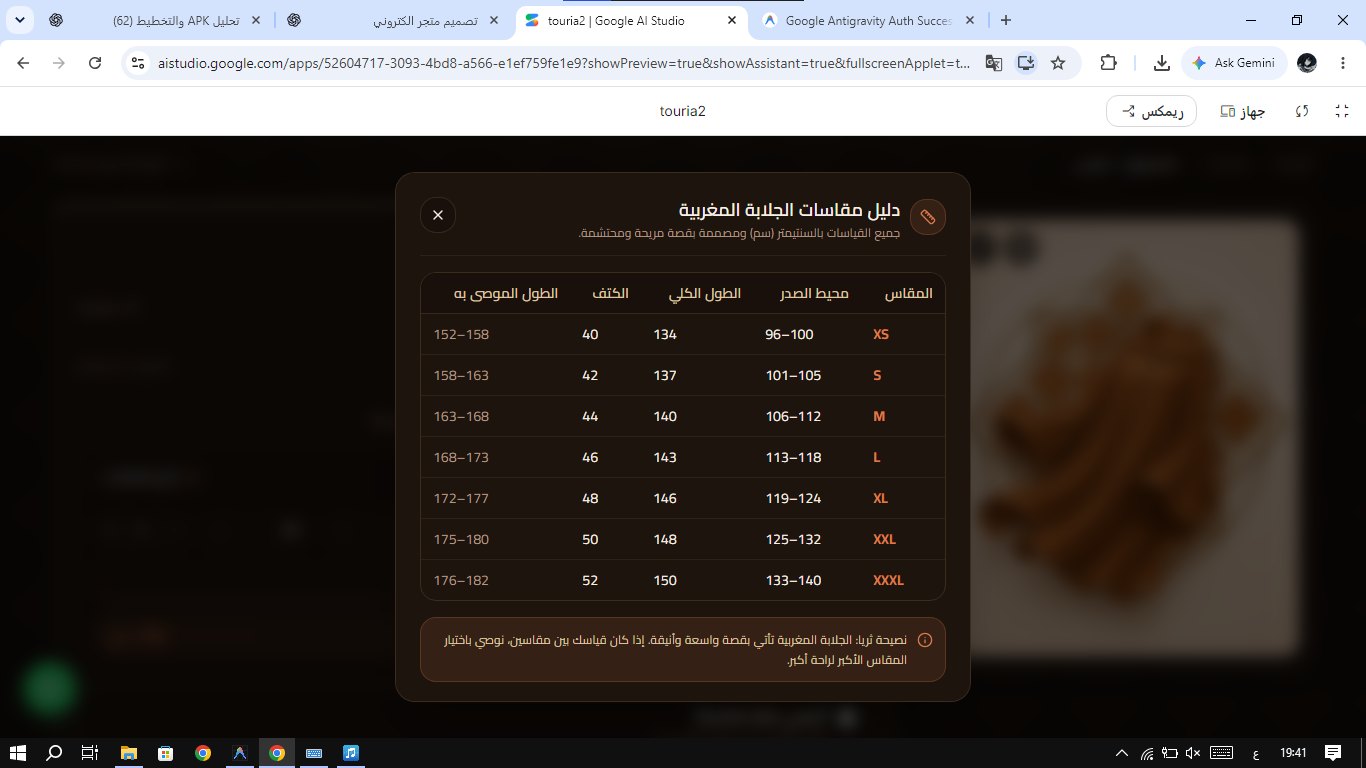 تحليل APK والتخطيط (62)
تصميم متجر الكتروني
touria2 | Google AI Studio
Google Antigravity Auth Succes
aistudio.google.com/apps/52604717-3093-4bd8-a566-e1ef759fe1e9?showPreview=true&showAssistant=true&fullscreenApplet=t...
Ask Gemini
touria2
ريمكس
جهاز
دليل مقاسات الجلابة المغربية
جميع القياسات بالسنتيمتر (سم) ومصممة بقصة مريحة ومحتشمة.
المقاس محيط الصدر الطول الكلي الكتف الطول الموصى به
XS 96–100 134 40 152–158
S 101–105 137 42 158–163
M 106–112 140 44 163–168
L 113–118 143 46 168–173
XL 119–124 146 48 172–177
XXL 125–132 148 50 175–180
XXXL 133–140 150 52 176–182
نصيحة ثريا: الجلابة المغربية تأتي بقصة واسعة وأنيقة. إذا كان قياسك بين مقاسين، نوصي باختيار
المقاس الأكبر لراحة أكبر.
ع
19:41